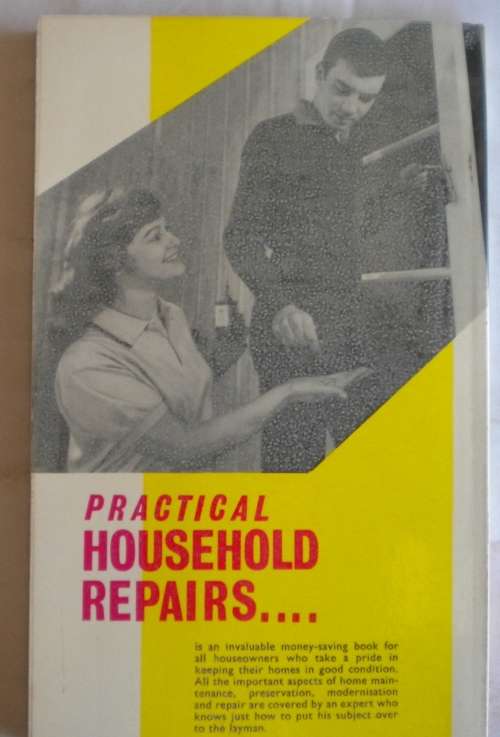 PRACTICAL
HOUSEHOLD
REPAIRS....
is an invaluable money-saving book for
all houseowners who take a pride in
keeping their homes in good condition.
All the important aspects of home main-
tenance, preservation, modernisation
and repair are covered by an expert who
knows just how to put his subject over
to the layman.